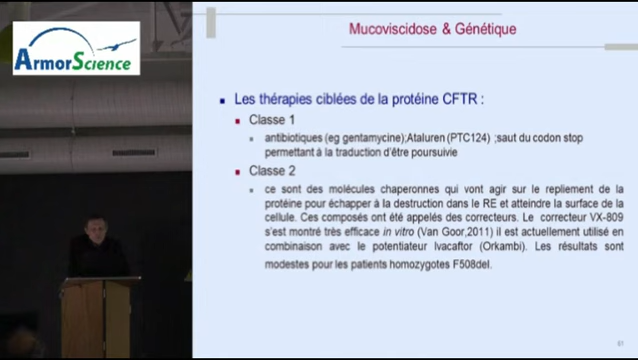 ArmorScience
Mucoviscidose & Génétique
Les thérapies ciblées de la protéine CFTR :
Classe 1
antibiotiques (eg gentamycine);Ataluren (PTC124) ;saut du codon stop
permettant à la traduction d'être poursuivie
Classe 2
ce sont des molécules chaperonnes qui vont agir sur le repliement de la
protéine pour échapper à la destruction dans le RE et atteindre la surface de la
cellule. Ces composés ont été appelés des correcteurs. Le correcteur VX-809
s'est montré très efficace in vitro (Van Goor,2011) il est actuellement utilisé en
combinaison avec le potentiateur Ivacaftor (Orkambi). Les résultats sont
modestes pour les patients homozygotes F508del.